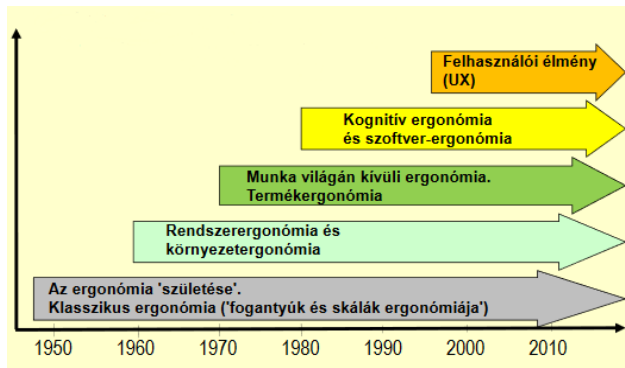 Felhasználói élmény
(UX)
Kognitív ergonómia
és szoftver-ergonómia
Munka világán kívüli ergonómia.
Termékergonómia
Rendszerergonómia és
környezetergonómia
Az ergonómia 'születése'.
Klasszikus ergonómia ('fogantyúk és skálák ergonómiája')
1950 1960 1970 1980 1990 2000 2010